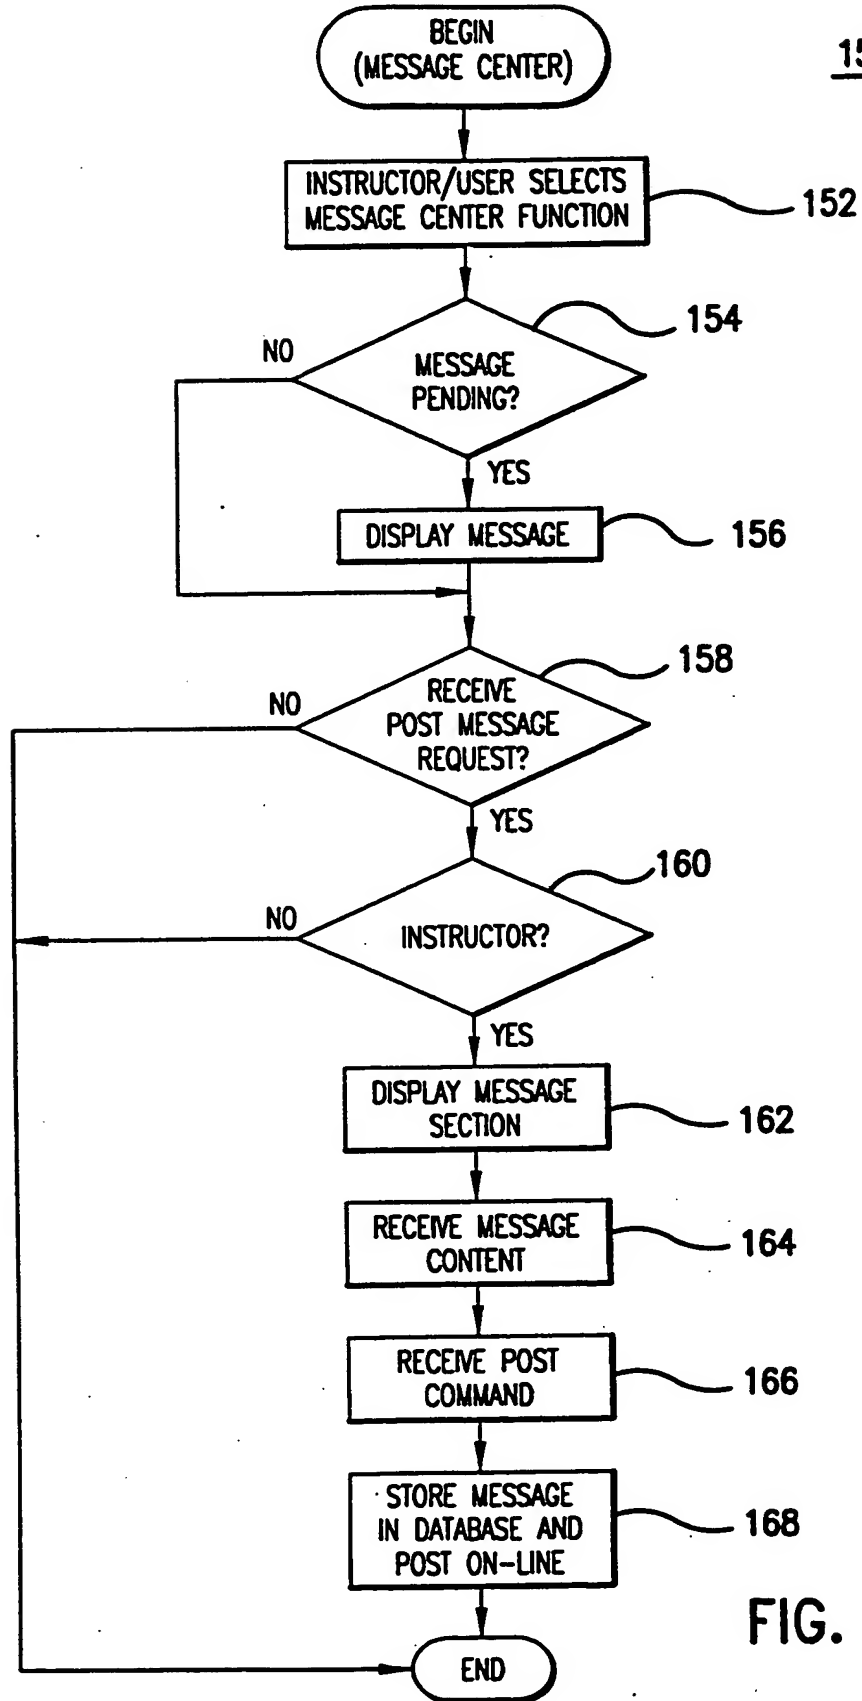 BEGIN
(MESSAGE CENTER)
15
INSTRUCTOR/USER SELECTS
MESSAGE CENTER FUNCTION
152
154
NO
MESSAGE
PENDING?
YES
DISPLAY MESSAGE
156
158
NO
RECEIVE
POST MESSAGE
REQUEST?
YES
160
NO
INSTRUCTOR?
YES
DISPLAY MESSAGE
SECTION
162
RECEIVE MESSAGE
CONTENT
164
RECEIVE POST
COMMAND
166
STORE MESSAGE
IN DATABASE AND
POST ON-LINE
168
FIG.
END